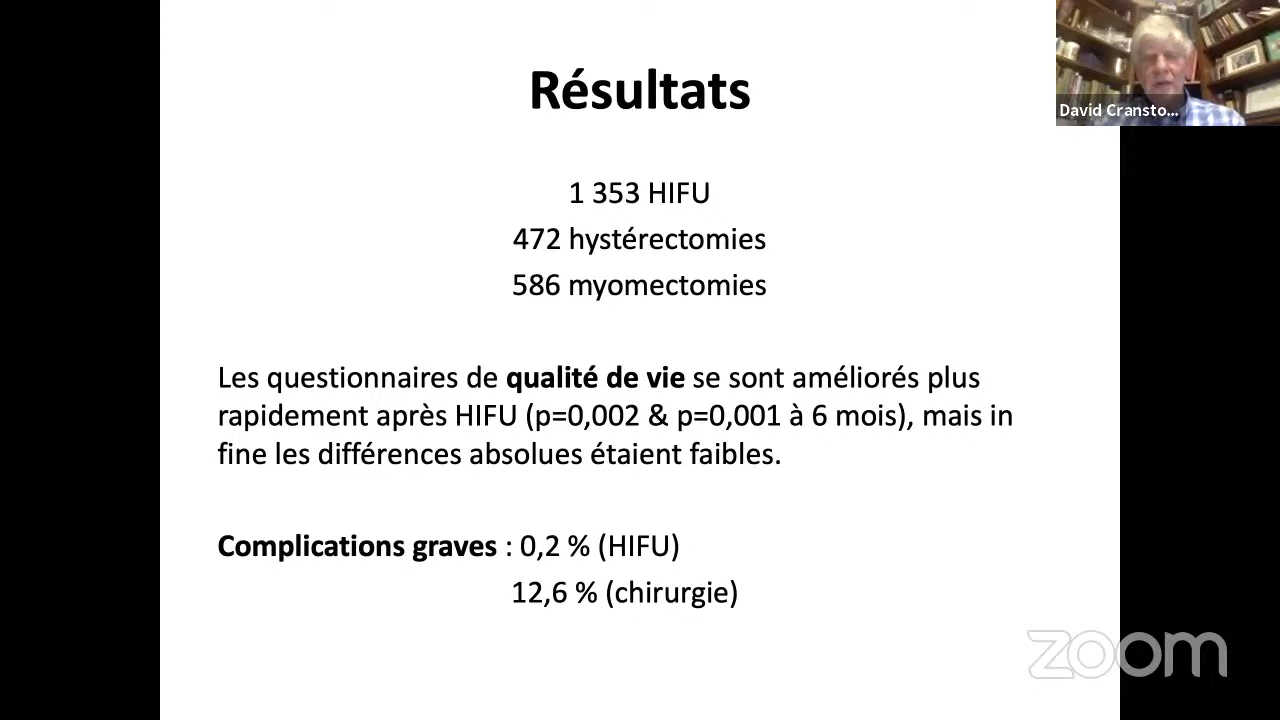 Résultats
David Cransto...
1 353 HIFU
472 hystérectomies
586 myomectomies
Les questionnaires de qualité de vie se sont améliorés plus
rapidement après HIFU (p=0,002 & p=0,001 à 6 mois), mais in
fine les différences absolues étaient faibles.
Complications graves : 0,2 % (HIFU)
12,6 % (chirurgie)
zoom